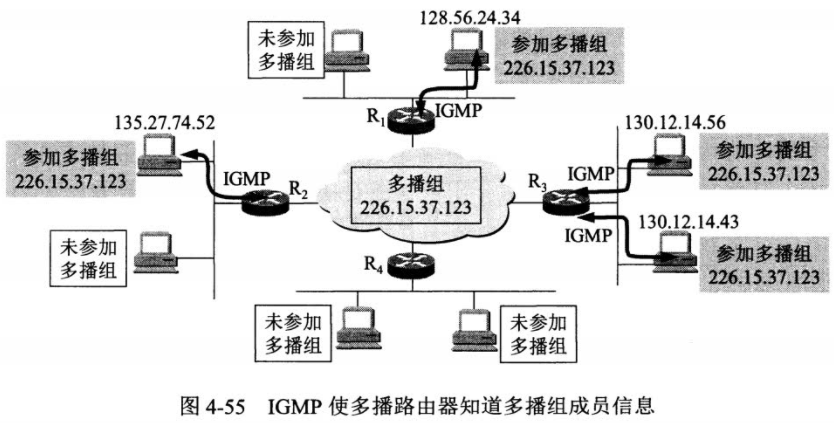 128.56.24.34
未参加
多播组
参加多播组
226.15.37.123
R1
IGMP
135.27.74.52
参加多播组
226.15.37.123
IGMP
R2
未参加
多播组
多播组
226.15.37.123
R3
IGMP
130.12.14.56
参加多播组
226.15.37.123
IGMP
130.12.14.43
参加多播组
226.15.37.123
R4
未参加
多播组
未参加
多播组
图 4-55 IGMP 使多播路由器知道多播组成员信息